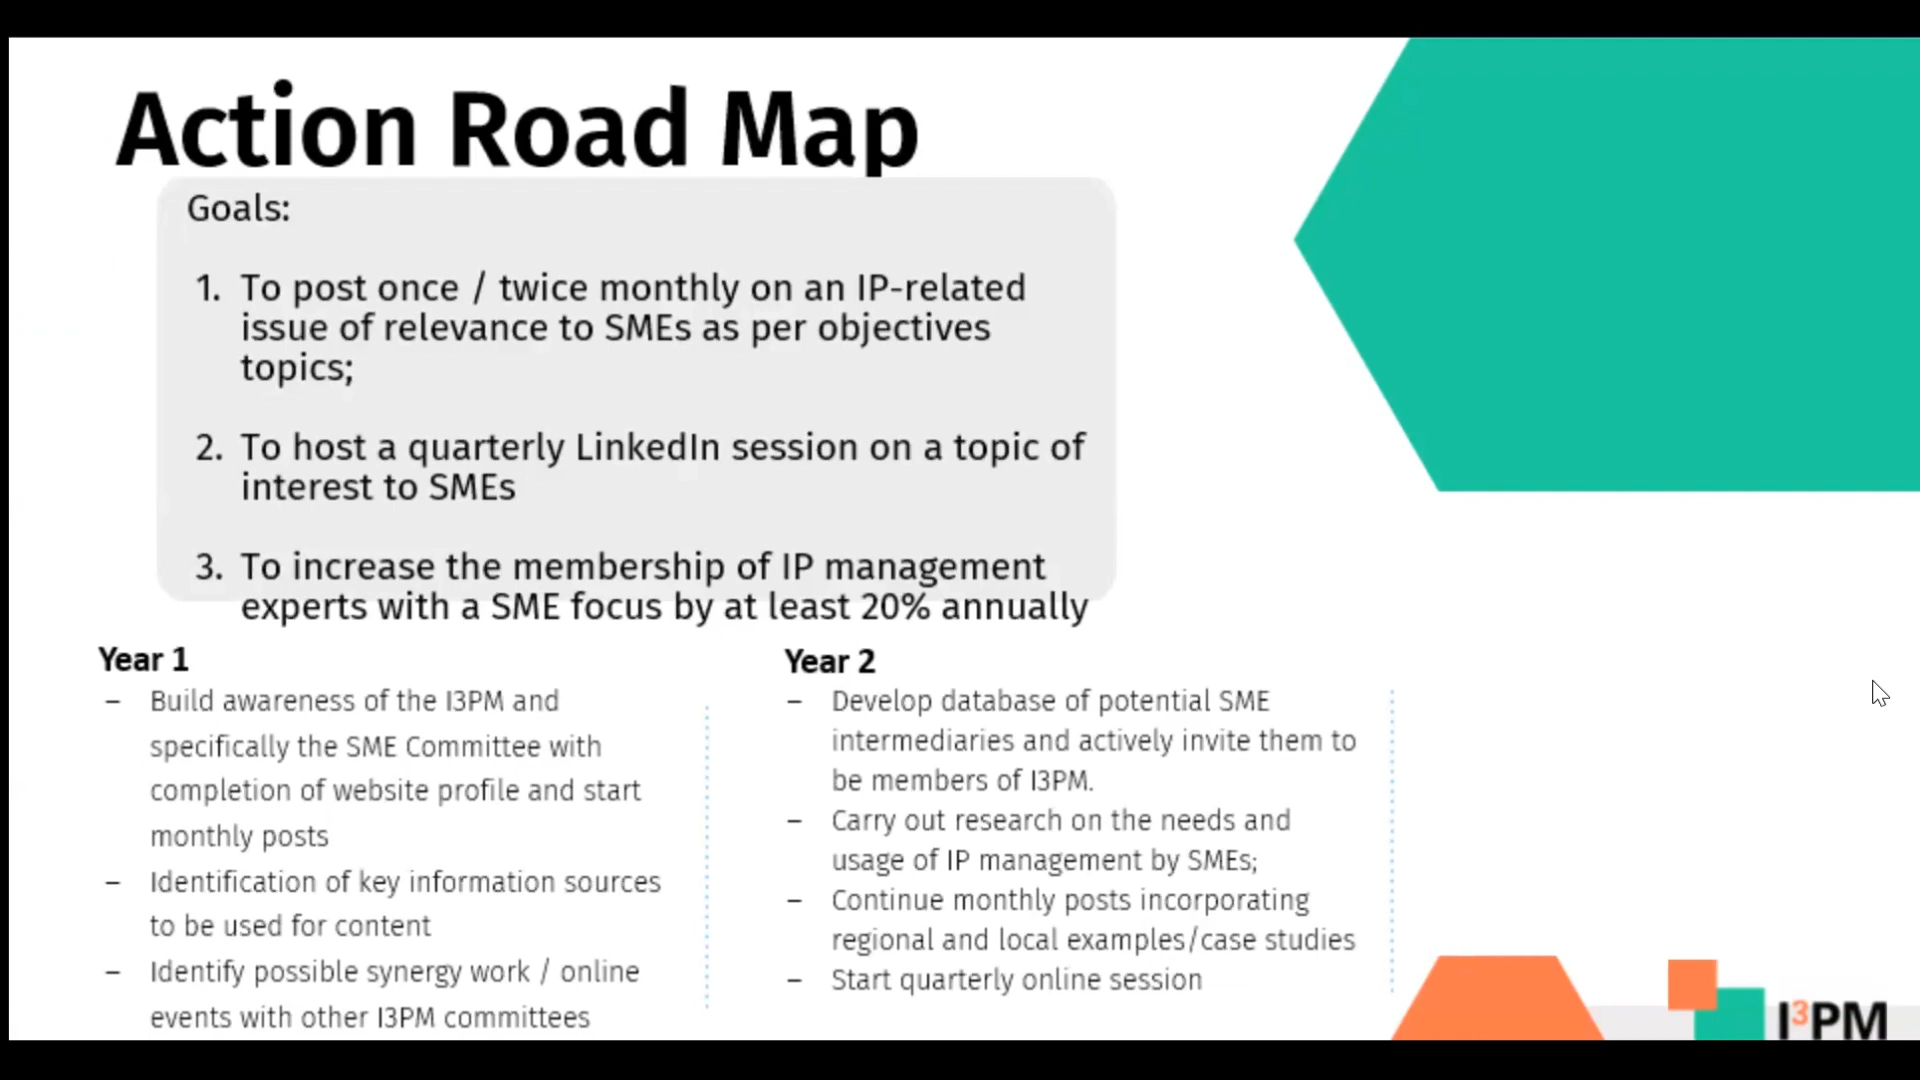 Action Road Map
Goals:
1. To post once / twice monthly on an IP-related
issue of relevance to SMEs as per objectives
topics;
2. To host a quarterly LinkedIn session on a topic of
interest to SMEs
3. To increase the membership of IP management
experts with a SME focus by at least 20% annually
Year 1
– Build awareness of the I3PM and
specifically the SME Committee with
completion of website profile and start
monthly posts
– Identification of key information sources
to be used for content
– Identify possible synergy work / online
events with other I3PM committees
Year 2
– Develop database of potential SME
intermediaries and actively invite them to
be members of I3PM.
– Carry out research on the needs and
usage of IP management by SMEs;
– Continue monthly posts incorporating
regional and local examples/case studies
– Start quarterly online session
I3PM